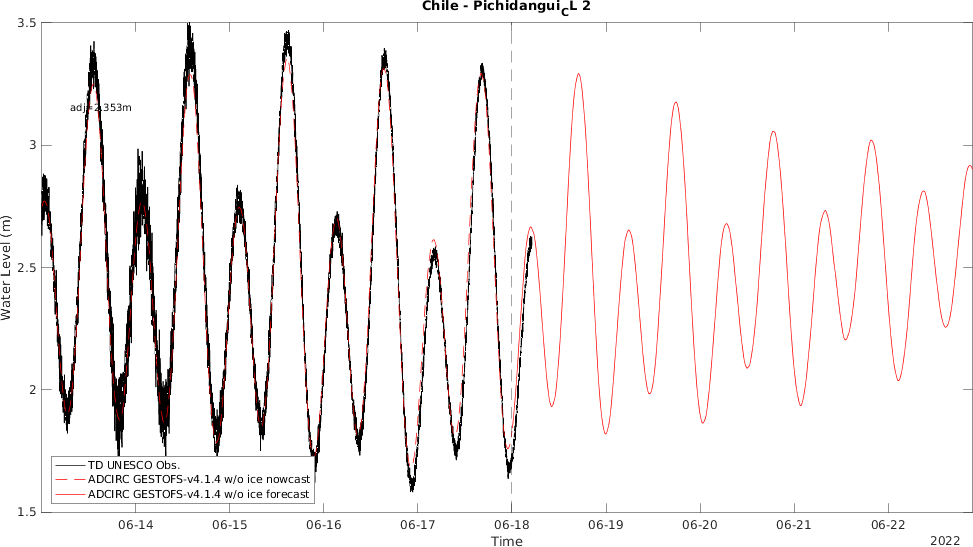 Chile - Pichidangui_CL 2
3.5
adj=2.353m
3
Water Level (m)
2.5
2
TD UNESCO Obs.
ADCIRC GESTOFS-v4.1.4 w/o ice nowcast
ADCIRC GESTOFS-v4.1.4 w/o ice forecast
1.5
06-14 06-15 06-16 06-17 06-18 06-19 06-20 06-21 06-22
Time
2022